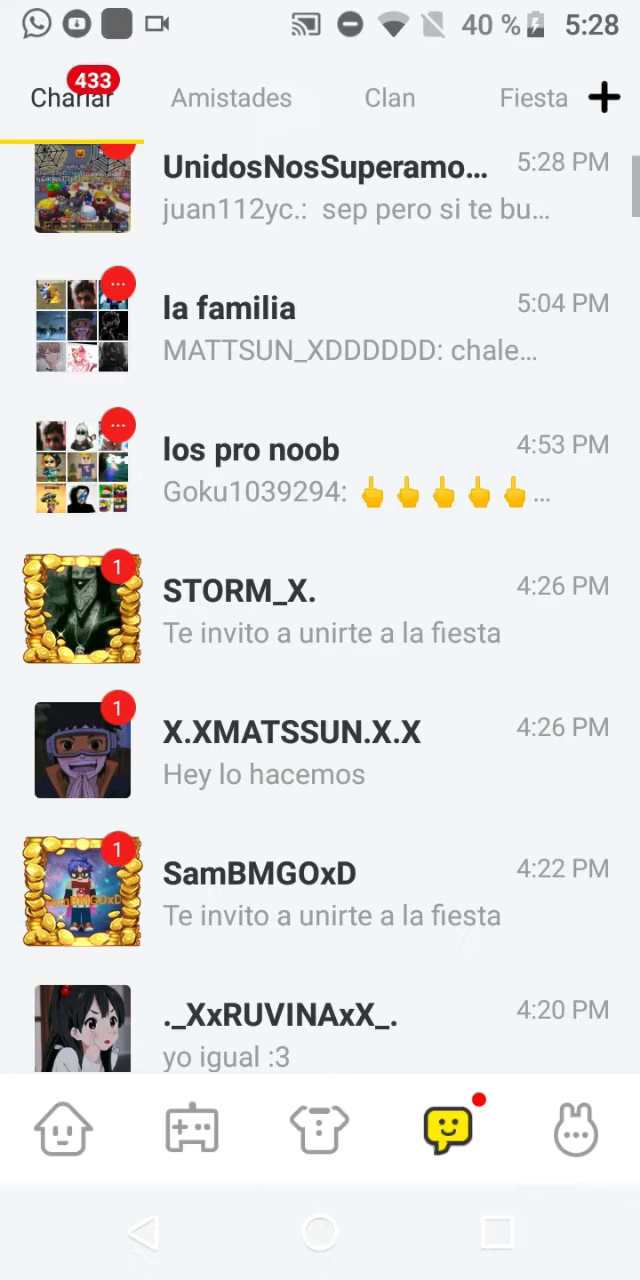 40 % 5:28
433
Charlar Amistades Clan Fiesta
UnidosNosSuperamo... 5:28 PM
juan112yc.: sep pero si te bu...
la familia 5:04 PM
MATTSUN_XDDDDDD: chale...
los pro noob 4:53 PM
Goku1039294: 👆👆👆👆👆...
1
STORM_X. 4:26 PM
Te invito a unirte a la fiesta
1
X.XMATSSUN.X.X 4:26 PM
Hey lo hacemos
1
SamBMGOxD 4:22 PM
Te invito a unirte a la fiesta
._XxRUVINAxX_. 4:20 PM
yo igual :3